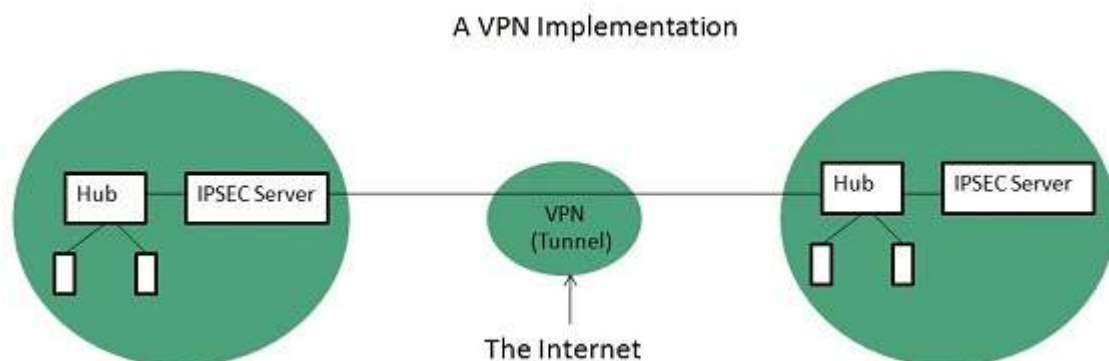 A VPN Implementation
Hub
IPSEC Server
VPN
(Tunnel)
Hub
IPSEC Server
The Internet